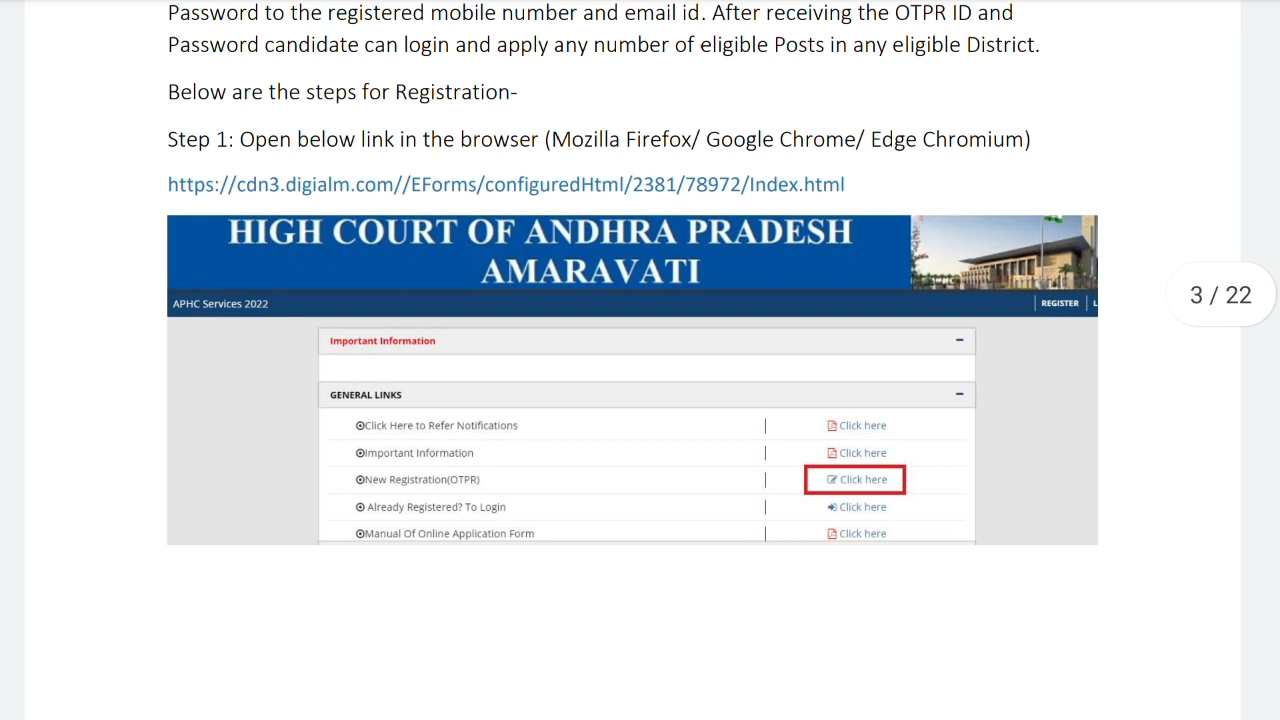 Password to the registered mobile number and email id. After receiving the OTPR ID and
Password candidate can login and apply any number of eligible Posts in any eligible District.
Below are the steps for Registration-
Step 1: Open below link in the browser (Mozilla Firefox/ Google Chrome/ Edge Chromium)
https://cdn3.digialm.com//EForms/configuredHtml/2381/78972/Index.html
HIGH COURT OF ANDHRA PRADESH
AMARAVATI
3 / 22
APHC Services 2022 | REGISTER | L
Important Information
GENERAL LINKS
Click Here to Refer Notifications | Click here
Important Information | Click here
New Registration(OTPR) | Click here
Already Registered? To Login | Click here
Manual Of Online Application Form | Click here